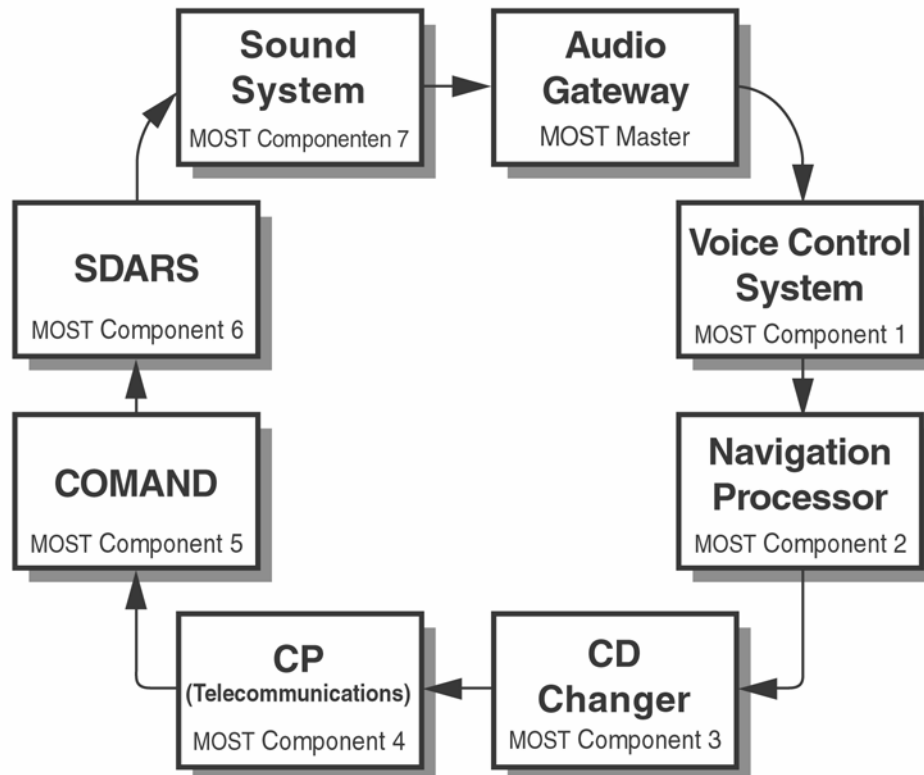 Sound
System
MOST Componenten 7
Audio
Gateway
MOST Master
Voice Control
System
MOST Component 1
Navigation
Processor
MOST Component 2
CD
Changer
MOST Component 3
CP
(Telecommunications)
MOST Component 4
COMAND
MOST Component 5
SDARS
MOST Component 6